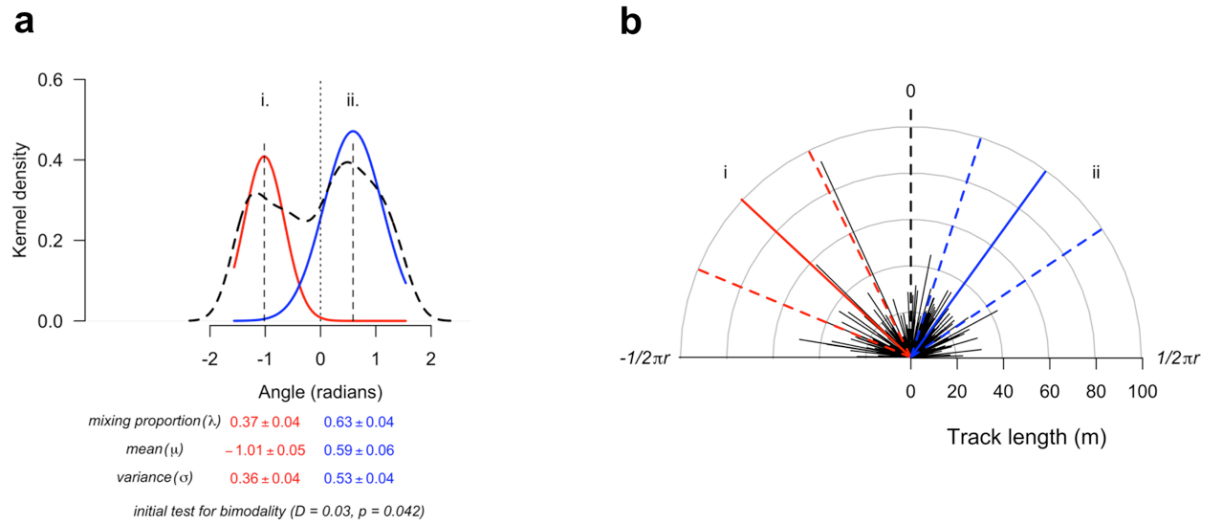 a
0.6
0.4
0.2
0.0
Kernel density
i.
ii.
-2 -1 0 1 2
Angle (radians)
mixing proportion(λ) 0.37 ± 0.04 0.63 ± 0.04
mean(μ) − 1.01 ± 0.05 0.59 ± 0.06
variance(σ) 0.36 ± 0.04 0.53 ± 0.04
initial test for bimodality (D = 0.03, p = 0.042)
b
0
i
ii
-1/2πr
1/2πr
0 20 40 60 80 100
Track length (m)